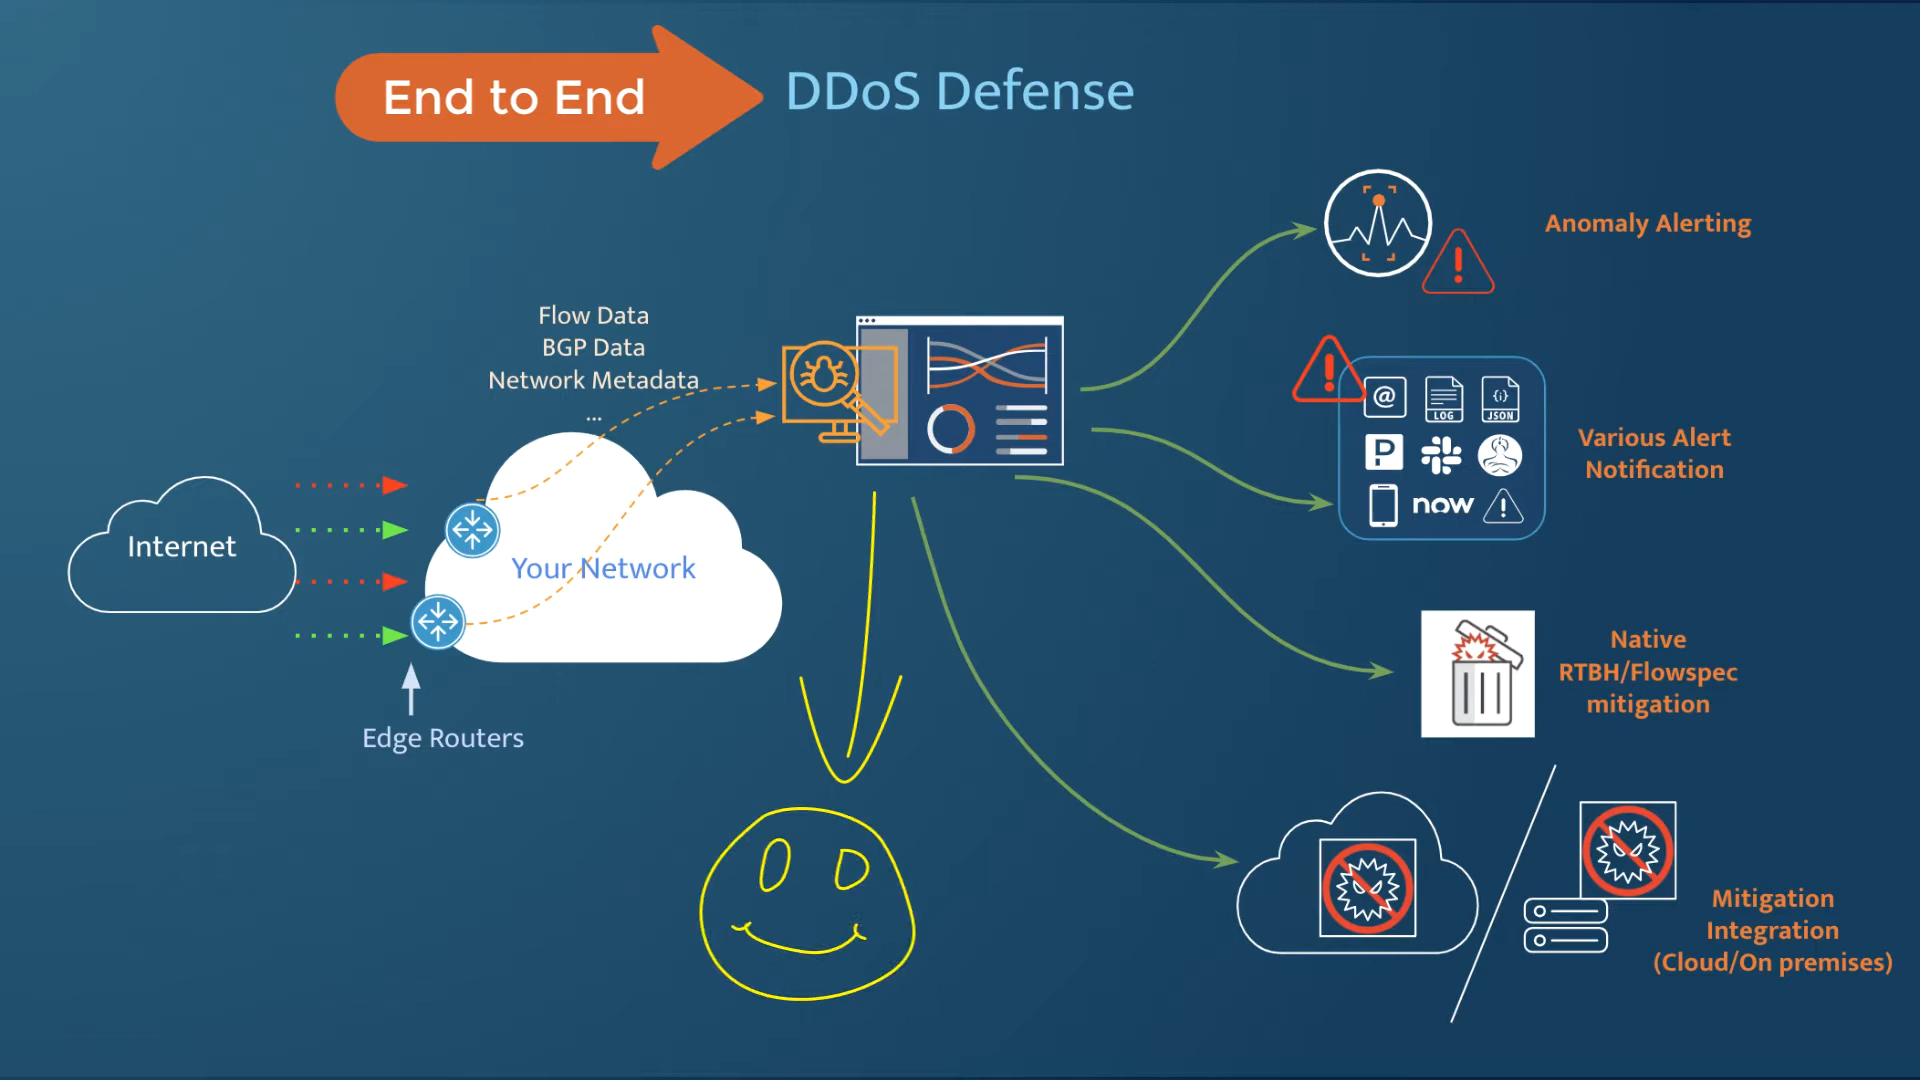 End to End
DDoS Defense
Anomaly Alerting
Flow Data
BGP Data
Network Metadata
...
@
LOG
{i}
JSON
P
now
Various Alert
Notification
Internet
Your Network
Edge Routers
Native
RTBH/Flowspec
mitigation
Mitigation
Integration
(Cloud/On premises)